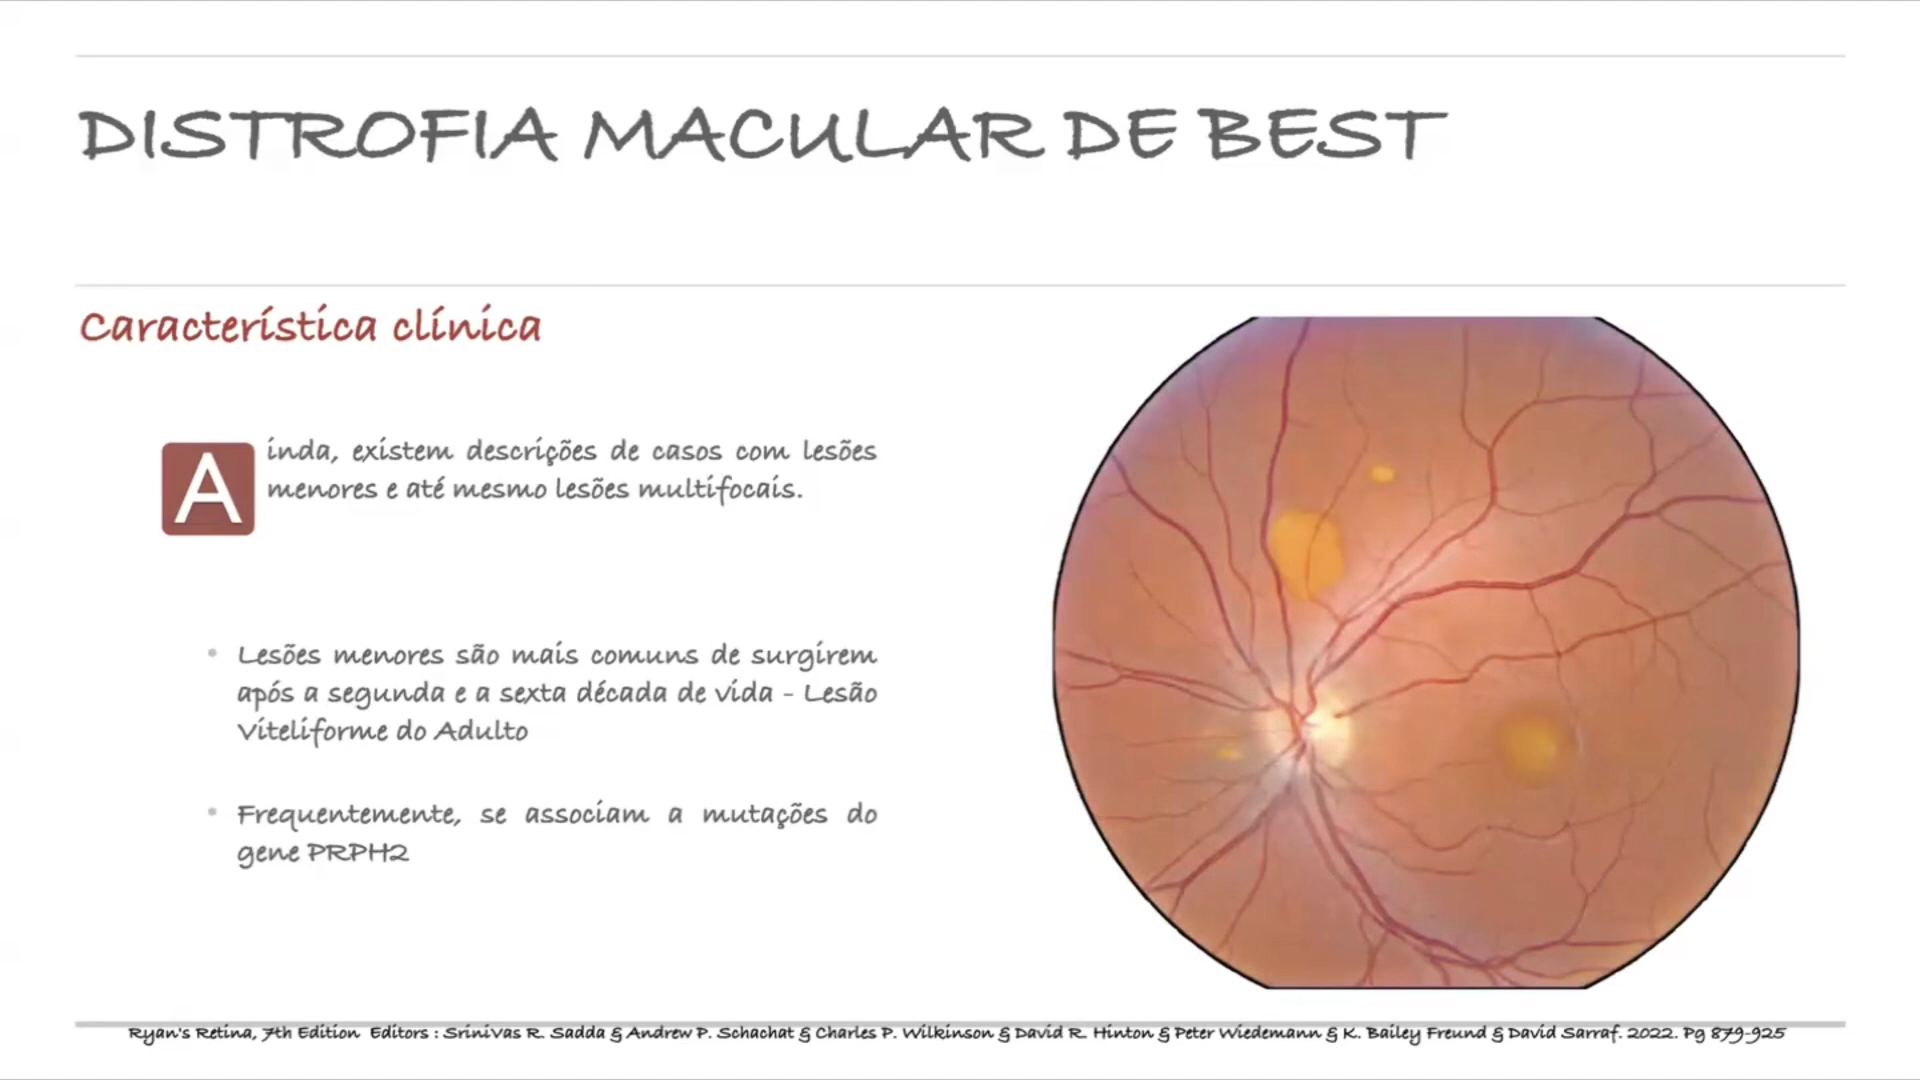 DISTROFIA MACULAR DE BEST
Característica clínica
Ainda, existem descrições de casos com lesões
menores e até mesmo lesões multifocais.
• Lesões menores são mais comuns de surgirem
após a segunda e a sexta década de vida - Lesão
Viteliforme do Adulto
• Frequentemente, se associam a mutações do
gene PRPH2
Ryan's Retina, 7th Edition Editors : SriniVas R. Sadda & Andrew P. Schachat & Charles P. Wilkinson & David R. Hinton & Peter Wiedemann & K. Bailey Freund & David Sarraf. 2022. Pg 879-925